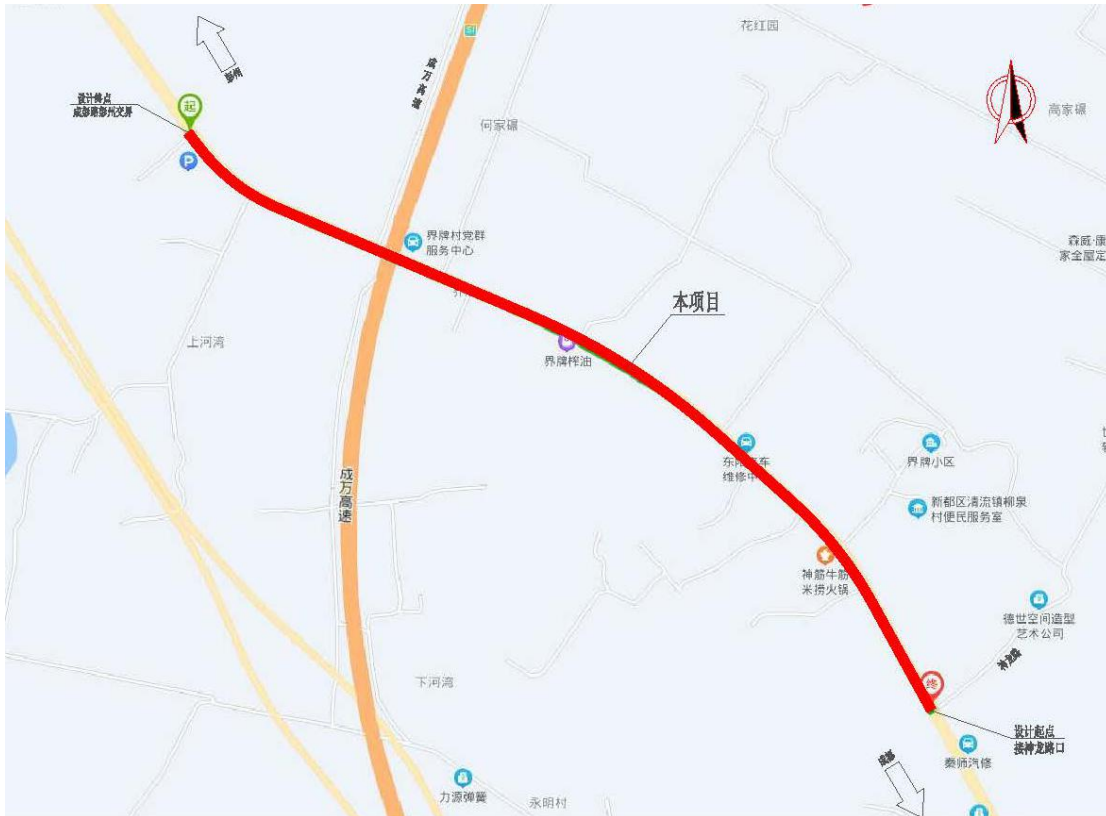 花红园
彭州
成万高速
设计终点
成彭路彭州交界
起
高家碾
何家碾
P
界牌村党群
服务中心
森威·康
家全屋定
本项目
上河湾
界牌榨油
界牌小区
维修中
成万高速
新都区清流镇柳泉
村便民服务室
神筋牛筋
米捞火锅
德世空间造型
艺术公司
神龙路
下河湾
终
设计起点
接神龙路口
成都
秦师汽修
力源弹簧
永明村